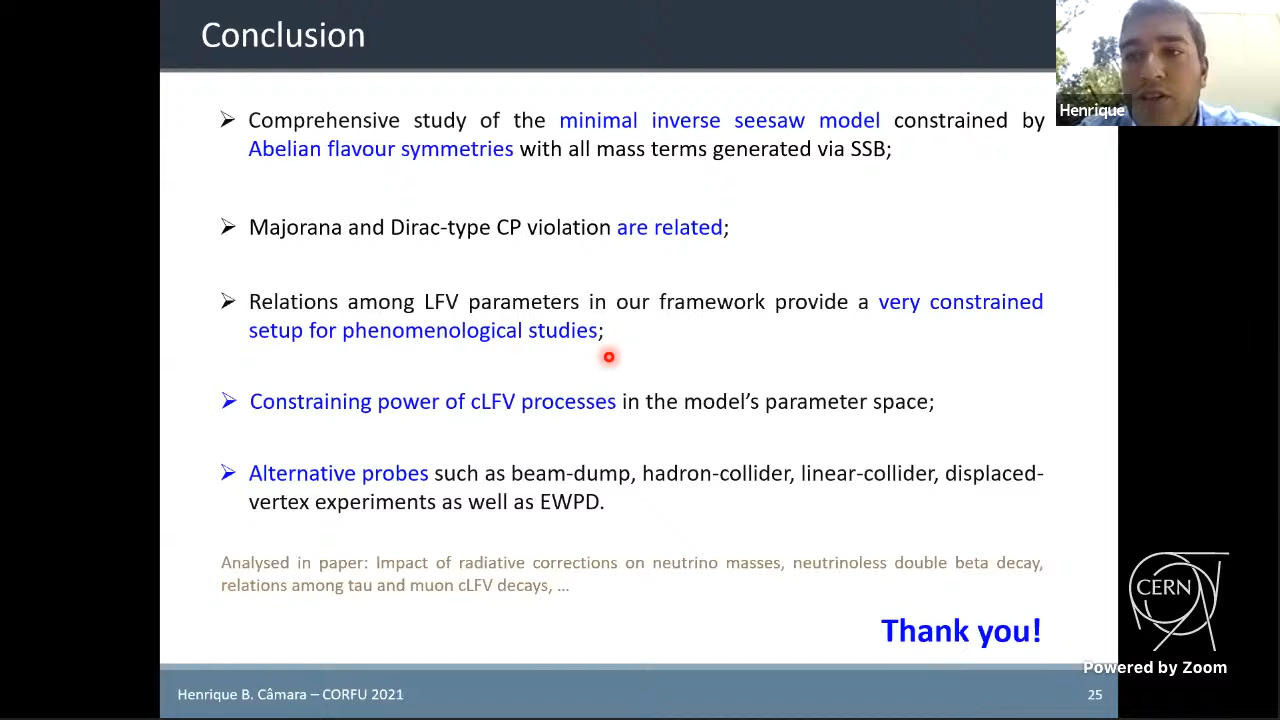 Conclusion
Henrique
➢ Comprehensive study of the minimal inverse seesaw model constrained by
Abelian flavour symmetries with all mass terms generated via SSB;
➢ Majorana and Dirac-type CP violation are related;
➢ Relations among LFV parameters in our framework provide a very constrained
setup for phenomenological studies;
➢ Constraining power of cLFV processes in the model's parameter space;
➢ Alternative probes such as beam-dump, hadron-collider, linear-collider, displaced-
vertex experiments as well as EWPD.
Analysed in paper: Impact of radiative corrections on neutrino masses, neutrinoless double beta decay,
relations among tau and muon cLFV decays, ...
Thank you!
CERN
Powered by Zoom
Henrique B. Câmara – CORFU 2021
25